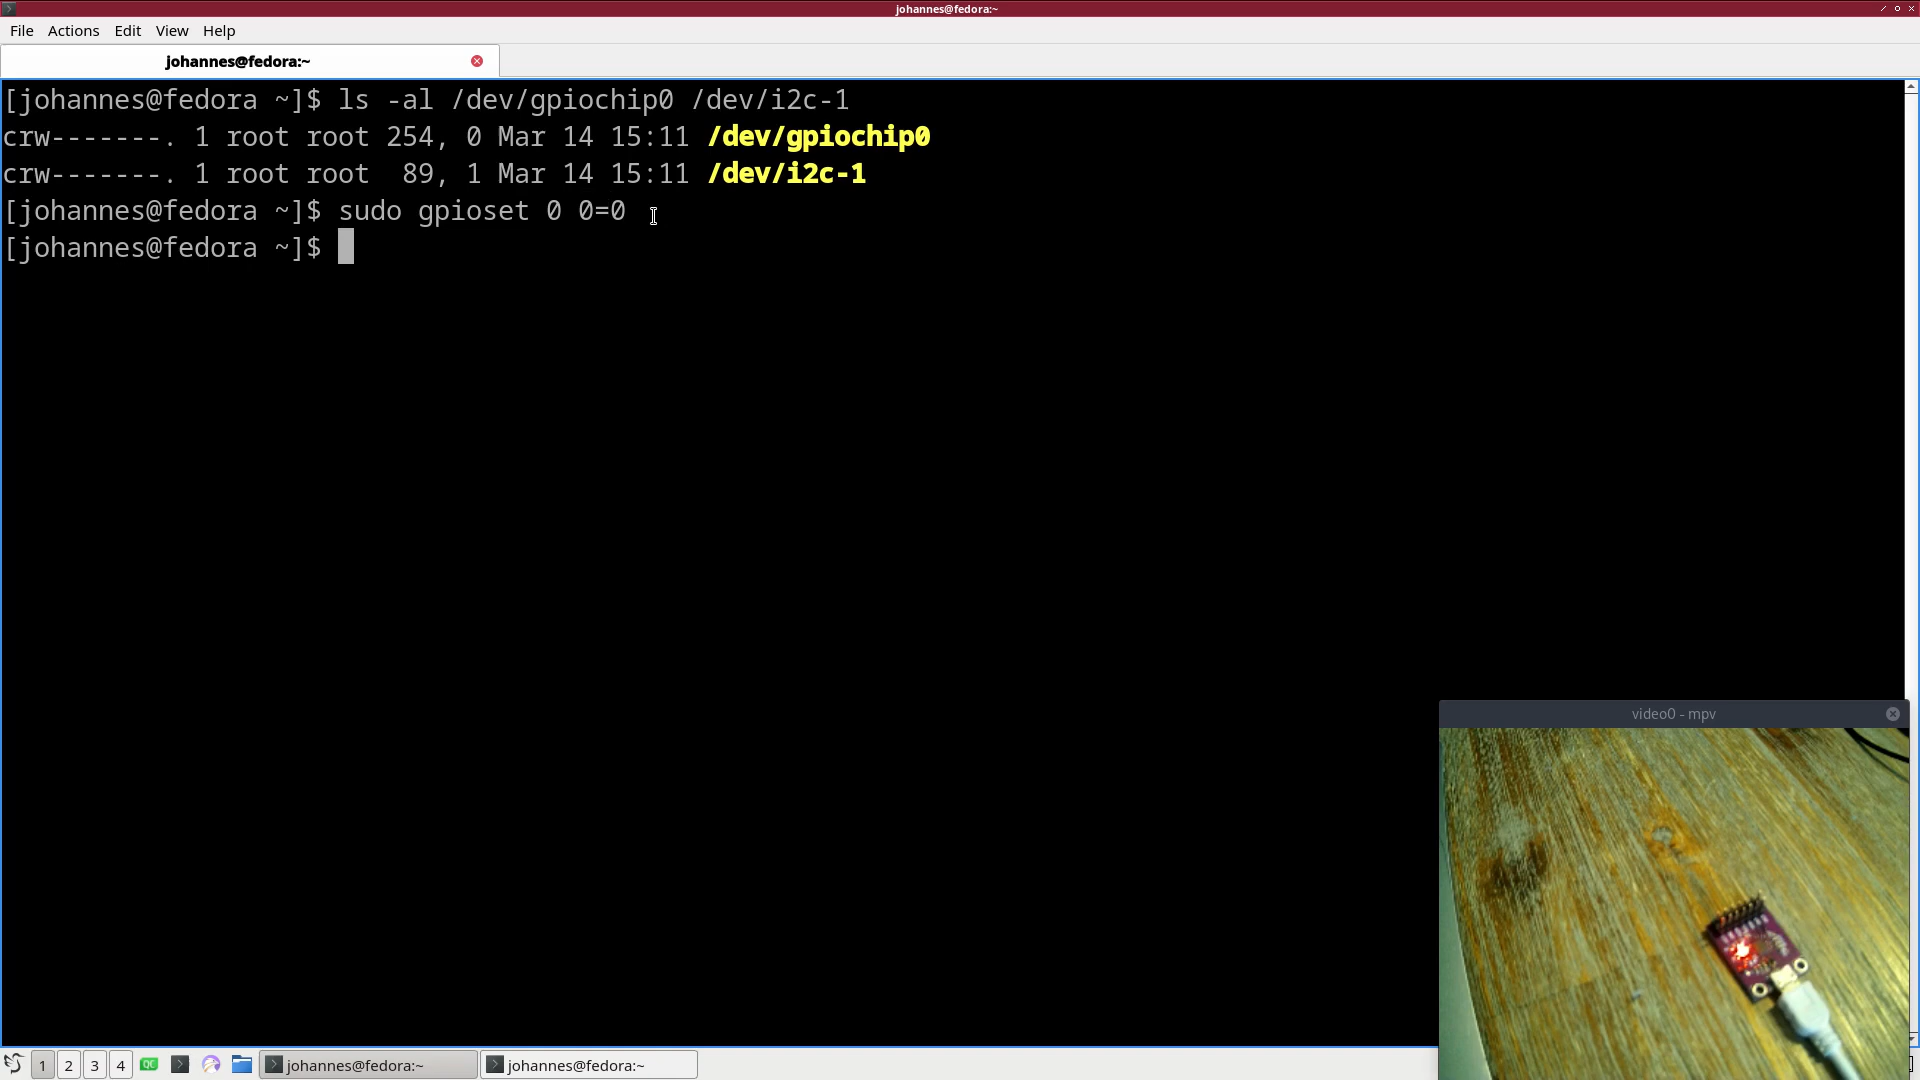 johannes@fedora:~
File Actions Edit View Help
johannes@fedora:~
[johannes@fedora ~]$ ls -al /dev/gpiochip0 /dev/i2c-1
crw-------. 1 root root 254, 0 Mar 14 15:11 /dev/gpiochip0
crw-------. 1 root root  89, 1 Mar 14 15:11 /dev/i2c-1
[johannes@fedora ~]$ sudo gpioset 0 0=0
[johannes@fedora ~]$
video0 - mpv
1 2 3 4 QC johannes@fedora:~ johannes@fedora:~